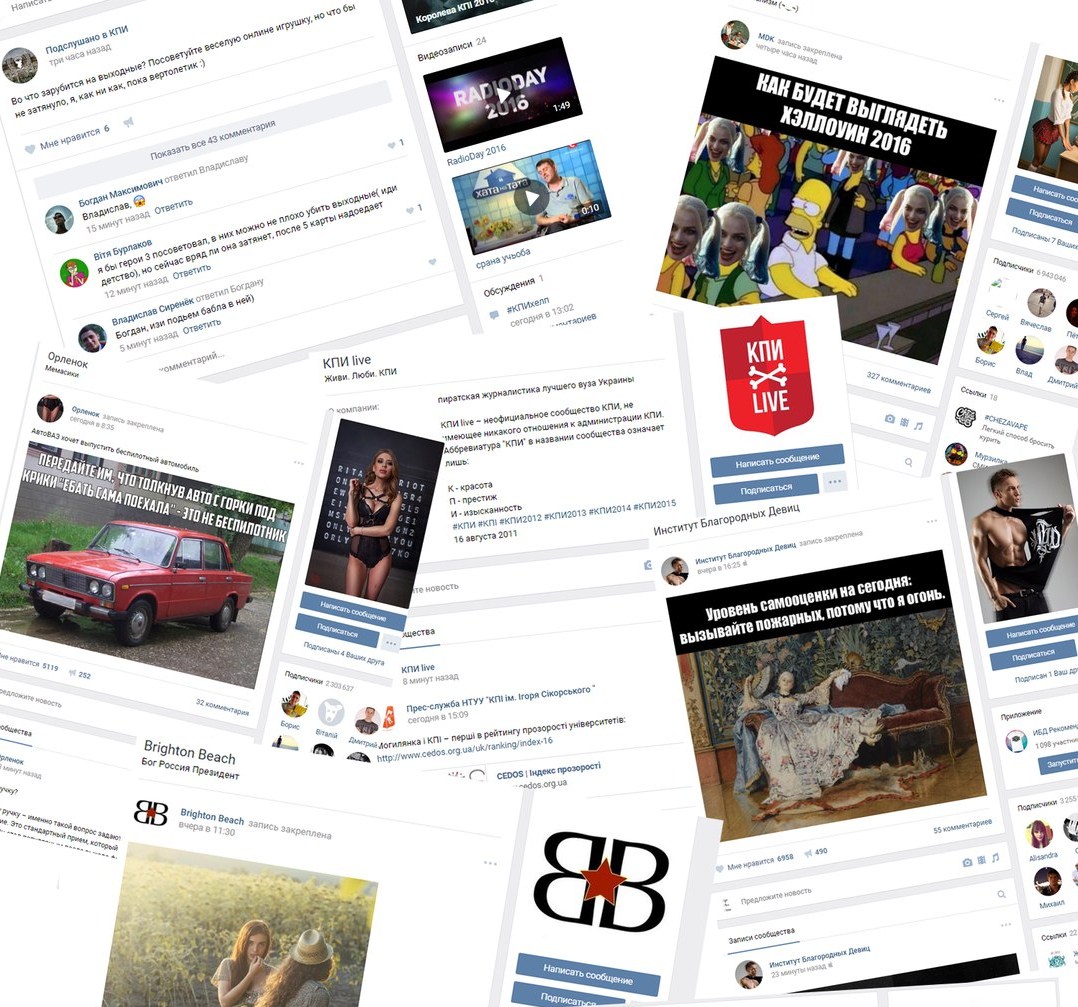 Написать
Подслушано в КПИ
три часа назад
Во что зарубится на выходные? Посоветуйте веселую онлине игрушку, но что бы
не затянуло, я, как ни как, пока вертолетик :)
Мне нравится 6
Показать все 43 комментария
Богдан Максимович ответил Владиславу
Владислав,
15 минут назад Ответить
1
Вітя Бурлаков
я бы герои 3 посоветовал, в них можно не плохо убить выходные( иди
детство), но сейчас вряд ли она затянет, после 5 карты надоедает
12 минут назад Ответить
1
Владислав Сиренёк ответил Богдану
Богдан, изи подьем бабла в ней)
5 минут назад Ответить
комментарий...
Королева КПІ 2016
Видеозаписи 24
RADIODAY
2016
1:49
RadioDay 2016
ХАТА НА ТАТА
0:10
срана учьоба
Обсуждения 1
#КПИхелп
сегодня в 13:02
(~_~)
MDK запись закреплена
четыре часа назад
КАК БУДЕТ ВЫГЛЯДЕТЬ
ХЭЛЛОУИН 2016
327 комментариев
Написать соо
Подписаться
Подписаны 7 Ваших
Подписчики 6 943 046
Сергей
Вячеслав
Борис
Влад
Дмитрий
Ссылки 18
#CHEZAVAPE
Легкий способ бросить
курить
Мурзилка
Орленок
Мемасики
Орленок запись закреплена
сегодня в 8:35
АвтоВАЗ хочет выпустить беспилотный автомобиль
ПЕРЕДАЙТЕ ИМ, ЧТО ТОЛКНУВ АВТО С ГОРКИ ПОД
КРИКИ "ЕБАТЬ САМА ПОЕХАЛА" - ЭТО НЕ БЕСПИЛОТНИК
Мне нравится 5119
252
32 комментария
предложите новость
Написать сообщение
Подписаться
Подписаны 4 Ваших друга
Подписчики 2 303 637
Борис
Віталій
Дмитрий
КПИ live
Живи. Люби. КПИ
О компании:
пиратская журналистика лучшего вуза Украины
КПИ live – неофициальное сообщество КПИ, не
имеющее никакого отношения к администрации КПИ.
Аббревиатура "КПИ" в названии сообщества означает
лишь:
К - красота
П - престиж
И - изысканность
#КПИ #КПІ #КПИ2012 #КПИ2013 #КПИ2014 #КПИ2015
16 августа 2011
КПИ
LIVE
Написать сообщение
Подписаться
КПИ live
8 минут назад
Прес-служба НТУУ "КПІ ім. Ігоря Сікорського "
сегодня в 15:09
Могилянка і КПІ – перші в рейтингу прозорості університетів:
http://www.cedos.org.ua/uk/ranking/index-16
CEDOS | Індекс прозорості
cedos.org.ua
Институт Благородных Девиц
Институт Благородных Девиц запись закреплена
вчера в 16:25
Уровень самооценки на сегодня:
вызывайте пожарных, потому что я огонь.
55 комментариев
Мне нравится 6958
490
Предложите новость
Записи сообщества
Институт Благородных Девиц
23 минуты назад
Написать сообщение
Подписаться
Подписан 1 Ваш др
Приложение
ИБД Рекомен
1098 участни
Запустит
Подписчики 3 255
Alisandra
Михаил
Ссылки 22
Brighton Beach
Бог Россия Президент
Brighton Beach запись закреплена
вчера в 11:30
BB
Написать сообщение
Подписаться
ручку – именно такой вопрос задают
Это стандартный прием, который